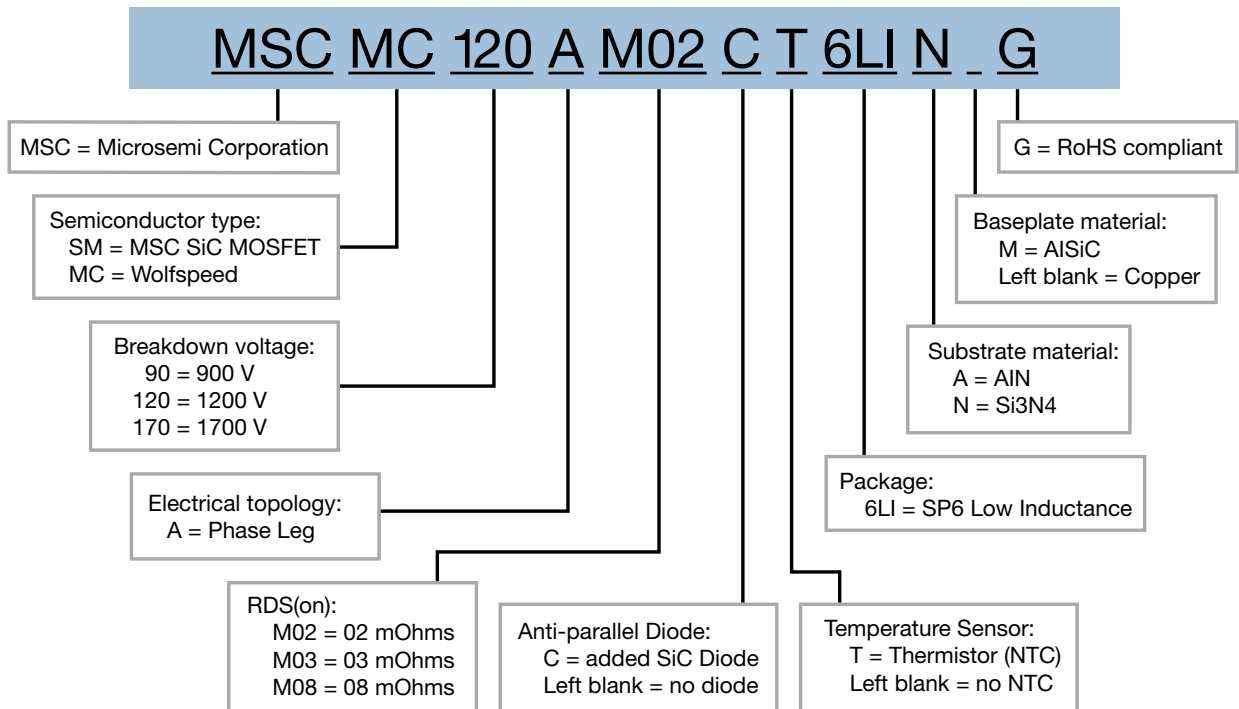 MSC MC 120 A M02 C T 6LI N _ G
MSC = Microsemi Corporation
G = RoHS compliant
Semiconductor type:
SM = MSC SiC MOSFET
MC = Wolfspeed
Baseplate material:
M = AlSiC
Left blank = Copper
Breakdown voltage:
90 = 900 V
120 = 1200 V
170 = 1700 V
Substrate material:
A = AlN
N = Si3N4
Electrical topology:
A = Phase Leg
Package:
6LI = SP6 Low Inductance
RDS(on):
M02 = 02 mOhms
M03 = 03 mOhms
M08 = 08 mOhms
Anti-parallel Diode:
C = added SiC Diode
Left blank = no diode
Temperature Sensor:
T = Thermistor (NTC)
Left blank = no NTC